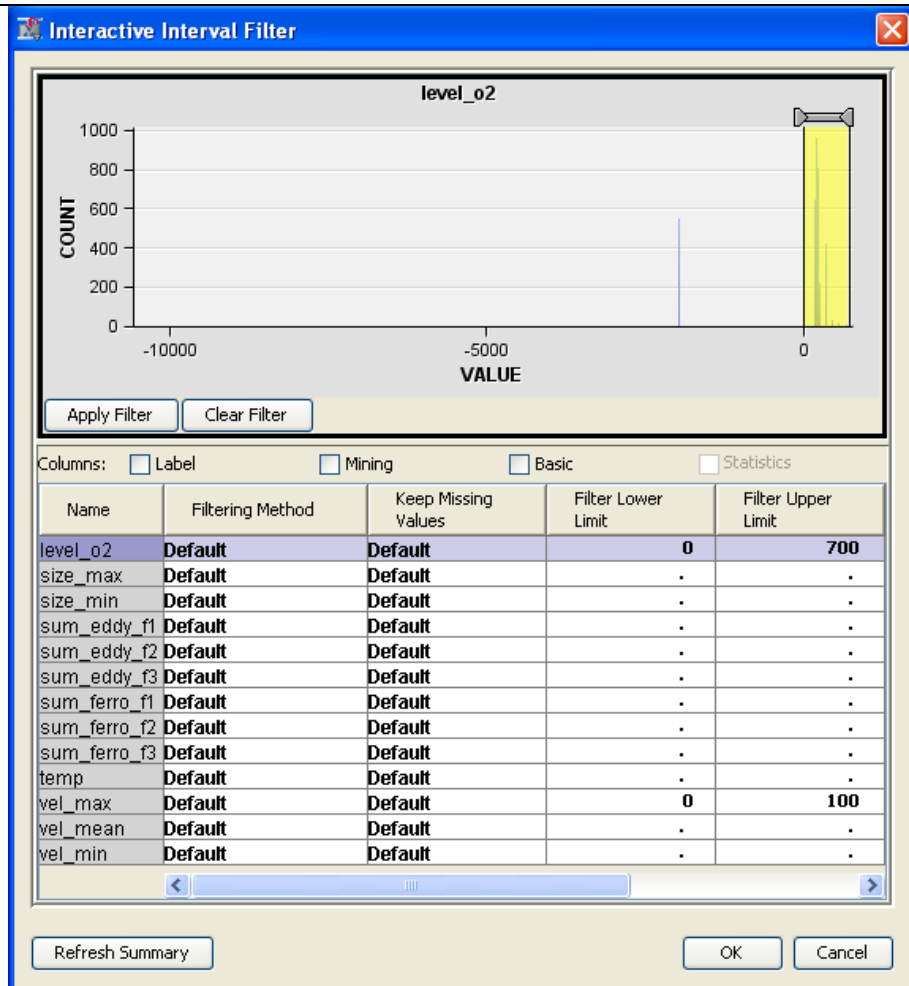 Interactive Interval Filter
level_o2
1000
800
600
400
200
0
COUNT
-10000 -5000 0
VALUE
Apply Filter Clear Filter
Columns: Label Mining Basic Statistics
Name Filtering Method Keep Missing Values Filter Lower Limit Filter Upper Limit
level_o2 Default Default 0 700
size_max Default Default . .
size_min Default Default . .
sum_eddy_f1 Default Default . .
sum_eddy_f2 Default Default . .
sum_eddy_f3 Default Default . .
sum_ferro_f1 Default Default . .
sum_ferro_f2 Default Default . .
sum_ferro_f3 Default Default . .
temp Default Default . .
vel_max Default Default 0 100
vel_mean Default Default . .
vel_min Default Default . .
Refresh Summary OK Cancel